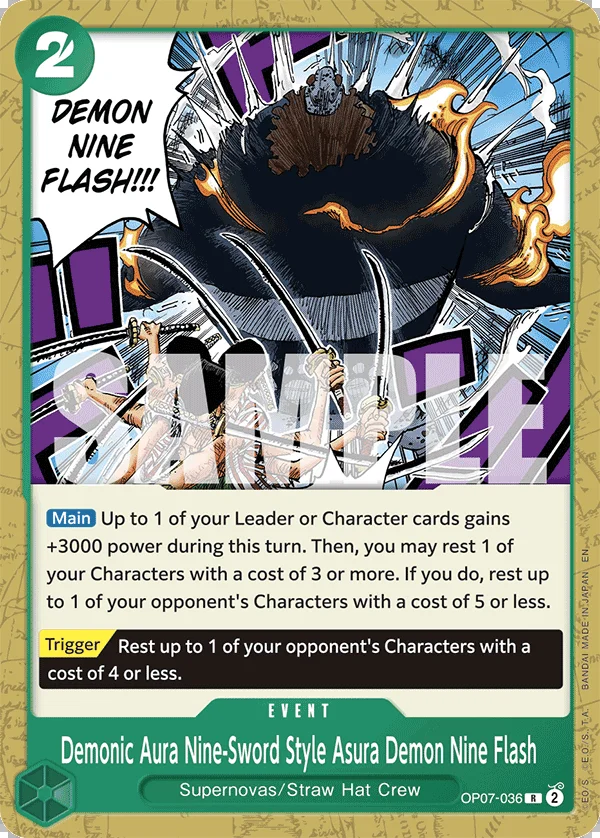 2
DEMON
NINE
FLASH!!!
SAMPLE
Main Up to 1 of your Leader or Character cards gains
+3000 power during this turn. Then, you may rest 1 of
your Characters with a cost of 3 or more. If you do, rest up
to 1 of your opponent's Characters with a cost of 5 or less.
Trigger Rest up to 1 of your opponent's Characters with a
cost of 4 or less.
EVENT
Demonic Aura Nine-Sword Style Asura Demon Nine Flash
Supernovas/Straw Hat Crew
OP07-036 R 2
©E.O./S. ©E.O./S.,T.A. BANDAI MADE IN JAPAN EN